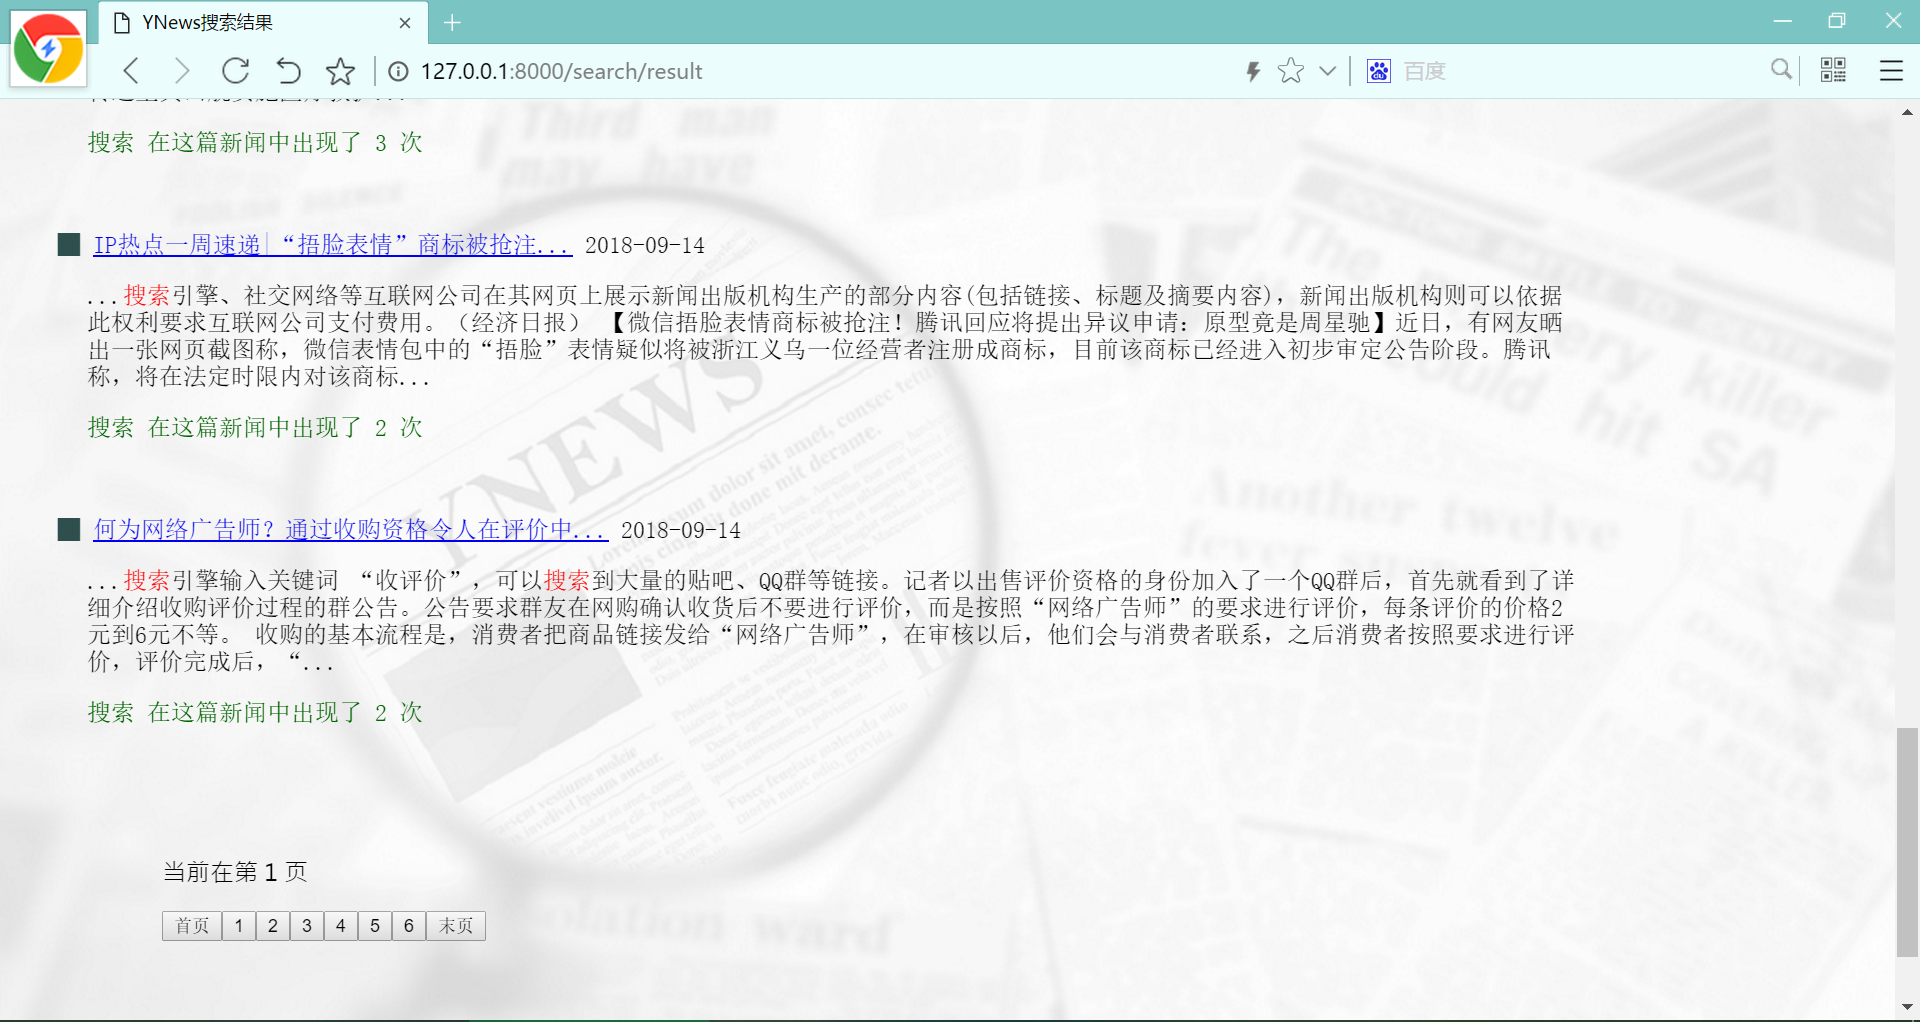 YNews搜索结果
127.0.0.1:8000/search/result
百度
搜索 在这篇新闻中出现了 3 次
IP热点一周速递|“捂脸表情”商标被抢注... 2018-09-14
...搜索引擎、社交网络等互联网公司在其网页上展示新闻出版机构生产的部分内容(包括链接、标题及摘要内容)，新闻出版机构则可以依据
此权利要求互联网公司支付费用。（经济日报） 【微信捂脸表情商标被抢注！腾讯回应将提出异议申请：原型竟是周星驰】近日，有网友晒
出一张网页截图称，微信表情包中的“捂脸”表情疑似将被浙江义乌一位经营者注册成商标，目前该商标已经进入初步审定公告阶段。腾讯
称，将在法定时限内对该商标...
搜索 在这篇新闻中出现了 2 次
何为网络广告师？通过收购资格令人在评价中... 2018-09-14
...搜索引擎输入关键词 “收评价”，可以搜索到大量的贴吧、QQ群等链接。记者以出售评价资格的身份加入了一个QQ群后，首先就看到了详
细介绍收购评价过程的群公告。公告要求群友在网购确认收货后不要进行评价，而是按照“网络广告师”的要求进行评价，每条评价的价格2
元到6元不等。 收购的基本流程是，消费者把商品链接发给“网络广告师”，在审核以后，他们会与消费者联系，之后消费者按照要求进行评
价，评价完成后，“...
搜索 在这篇新闻中出现了 2 次
当前在第 1 页
首页 1 2 3 4 5 6 末页
Third man
may have
YNEWS
The mystery killer
could hit SA
Another twelve